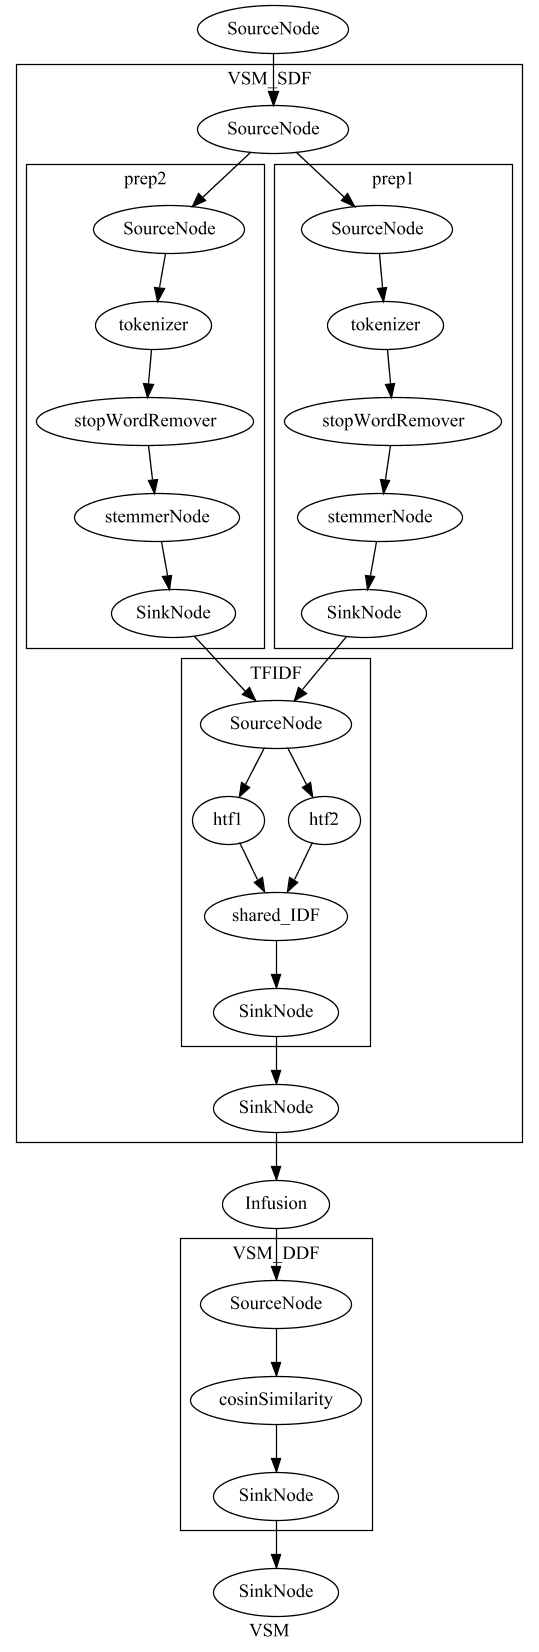 SourceNode
VSM_SDF
SourceNode
prep2
prep1
SourceNode
SourceNode
tokenizer
tokenizer
stopWordRemover
stopWordRemover
stemmerNode
stemmerNode
SinkNode
SinkNode
TFIDF
SourceNode
htf1
htf2
shared_IDF
SinkNode
SinkNode
Infusion
VSM_DDF
SourceNode
cosinSimilarity
SinkNode
SinkNode
VSM